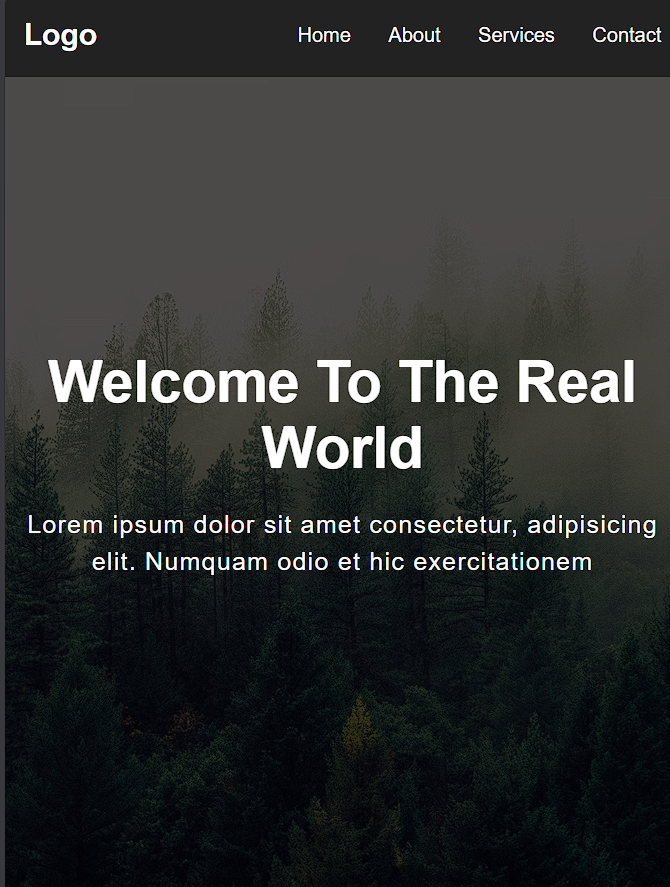 Logo Home About Services Contact
Welcome To The Real
World
Lorem ipsum dolor sit amet consectetur, adipisicing
elit. Numquam odio et hic exercitationem